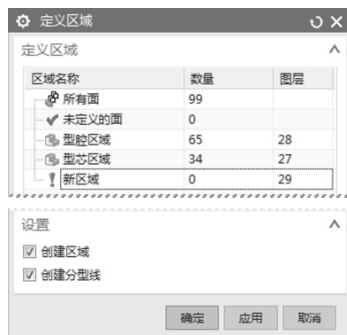 定义区域
定义区域
区域名称 数量 图层
所有面 99
未定义的面 0
型腔区域 65 28
型芯区域 34 27
新区域 0 29
设置
创建区域
创建分型线
确定 应用 取消